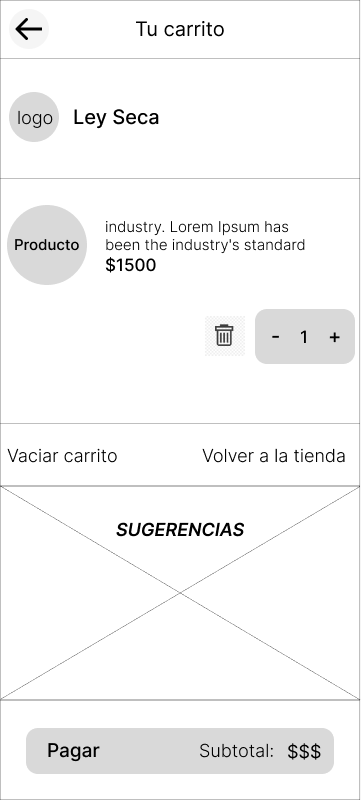 Tu carrito
logo
Ley Seca
Producto
industry. Lorem Ipsum has
been the industry's standard
$1500
- 1 +
Vaciar carrito
Volver a la tienda
SUGERENCIAS
Pagar
Subtotal: $$$